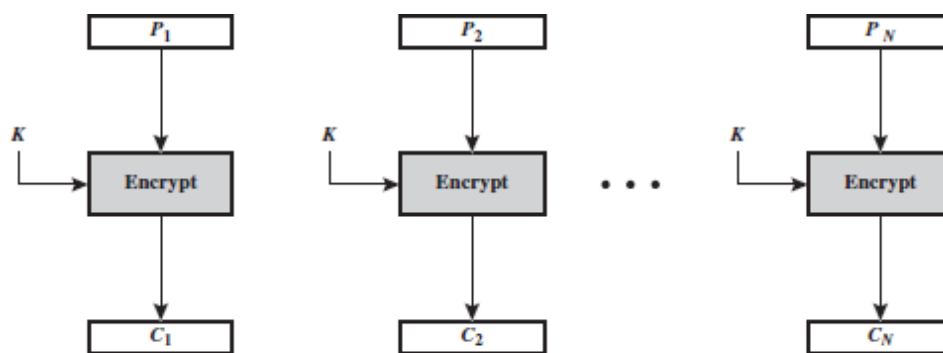 P1 P2 PN
K K K
Encrypt Encrypt • • • Encrypt
C1 C2 CN